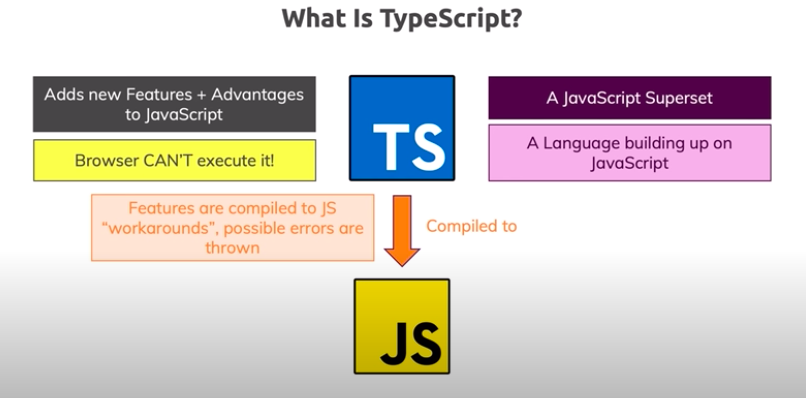 What Is TypeScript?
Adds new Features + Advantages
to JavaScript
TS
A JavaScript Superset
Browser CAN'T execute it!
A Language building up on
JavaScript
Features are compiled to JS
“workarounds”, possible errors are
thrown
Compiled to
JS